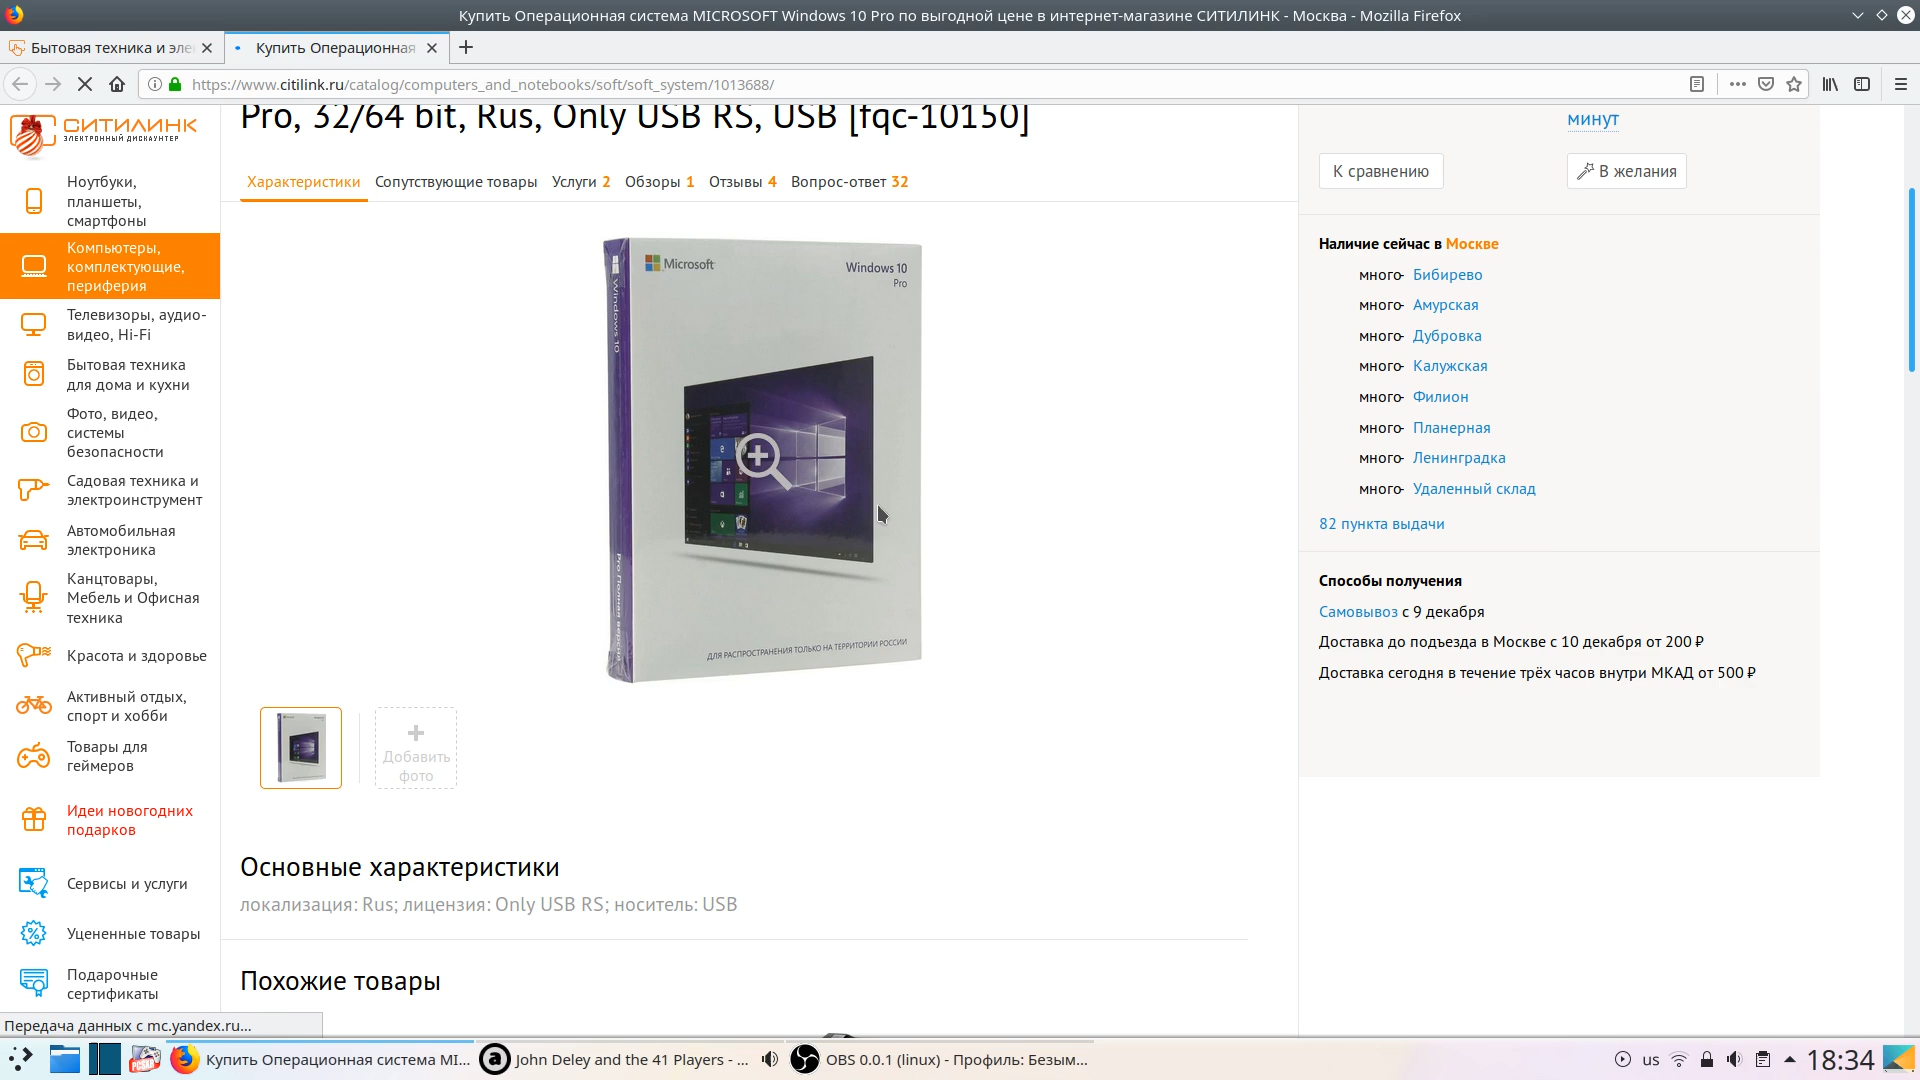 Купить Операционная система MICROSOFT Windows 10 Pro по выгодной цене в интернет-магазине СИТИЛИНК - Москва - Mozilla Firefox
Бытовая техника и эле
Купить Операционная
https://www.citilink.ru/catalog/computers_and_notebooks/soft/soft_system/1013688/
СИТИЛИНК
ЭЛЕКТРОННЫЙ ДИСКАУНТЕР
Ноутбуки,
планшеты,
смартфоны
Компьютеры,
комплектующие,
периферия
Телевизоры, аудио-
видео, Hi-Fi
Бытовая техника
для дома и кухни
Фото, видео,
системы
безопасности
Садовая техника и
электроинструмент
Автомобильная
электроника
Канцтовары,
Мебель и Офисная
техника
Красота и здоровье
Активный отдых,
спорт и хобби
Товары для
геймеров
Идеи новогодних
подарков
Сервисы и услуги
Уцененные товары
Подарочные
сертификаты
Pro, 32/64 bit, Rus, Only USB RS, USB [fqc-10150]
Характеристики Сопутствующие товары Услуги 2 Обзоры 1 Отзывы 4 Вопрос-ответ 32
Microsoft
Windows 10
Pro
Windows 10
Pro Полная версия
ДЛЯ РАСПРОСТРАНЕНИЯ ТОЛЬКО НА ТЕРРИТОРИИ РОССИИ
Добавить
фото
Основные характеристики
локализация: Rus; лицензия: Only USB RS; носитель: USB
Похожие товары
минут
К сравнению
В желания
Наличие сейчас в Москве
много- Бибирево
много- Амурская
много- Дубровка
много- Калужская
много- Филион
много- Планерная
много- Ленинградка
много- Удаленный склад
82 пункта выдачи
Способы получения
Самовывоз с 9 декабря
Доставка до подъезда в Москве с 10 декабря от 200 ₽
Доставка сегодня в течение трёх часов внутри МКАД от 500 ₽
Передача данных с mc.yandex.ru...
Купить Операционная система MI...
John Deley and the 41 Players - ...
OBS 0.0.1 (linux) - Профиль: Безым...
us
18:34